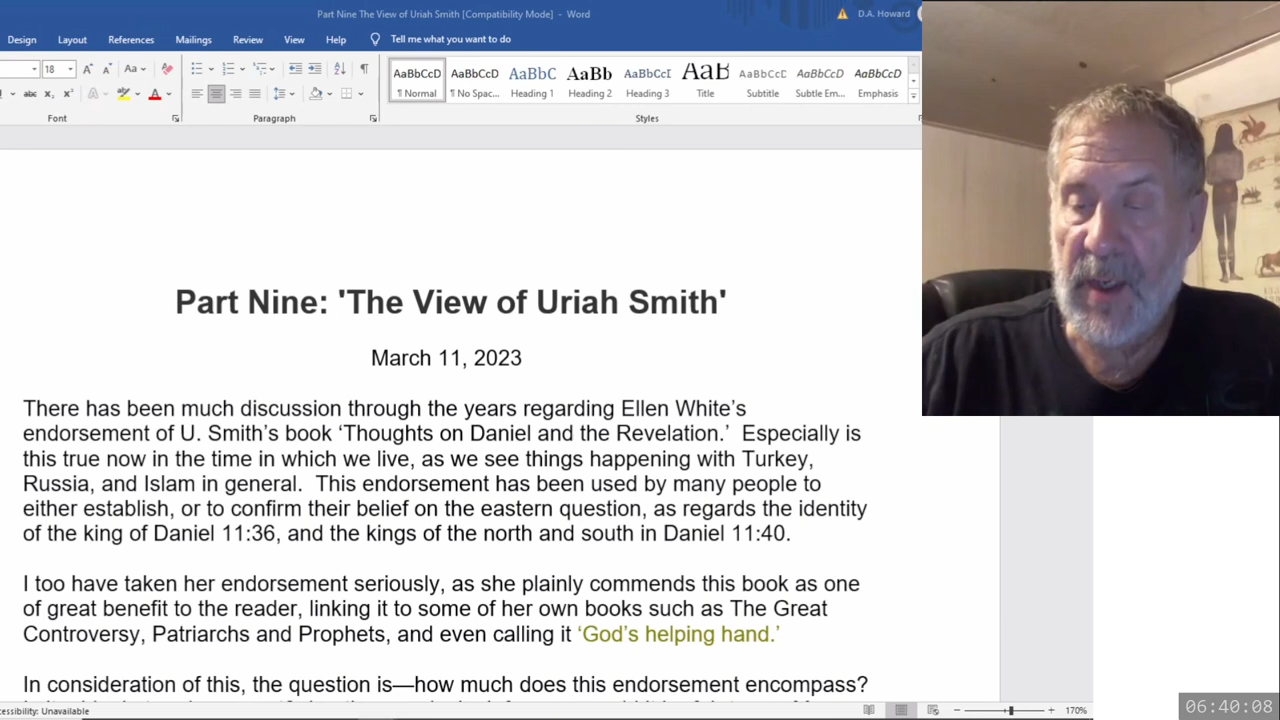 Part Nine The View of Uriah Smith [Compatibility Mode] - Word
D.A. Howard
Design Layout References Mailings Review View Help Tell me what you want to do
18 Aa
AaBbCcD AaBbCcD AaBbC AaBb AaBbCcI AaB AaBbCcC AaBbCcD AaBbCcD
abc x₂ x² A ab A
¶ Normal ¶ No Spac... Heading 1 Heading 2 Heading 3 Title Subtitle Subtle Em... Emphasis
Font Paragraph Styles
Part Nine: 'The View of Uriah Smith'
March 11, 2023
There has been much discussion through the years regarding Ellen White’s
endorsement of U. Smith’s book ‘Thoughts on Daniel and the Revelation.’ Especially is
this true now in the time in which we live, as we see things happening with Turkey,
Russia, and Islam in general. This endorsement has been used by many people to
either establish, or to confirm their belief on the eastern question, as regards the identity
of the king of Daniel 11:36, and the kings of the north and south in Daniel 11:40.
I too have taken her endorsement seriously, as she plainly commends this book as one
of great benefit to the reader, linking it to some of her own books such as The Great
Controversy, Patriarchs and Prophets, and even calling it ‘God’s helping hand.’
In consideration of this, the question is—how much does this endorsement encompass?
cessibility: Unavailable
170%
06:40:08